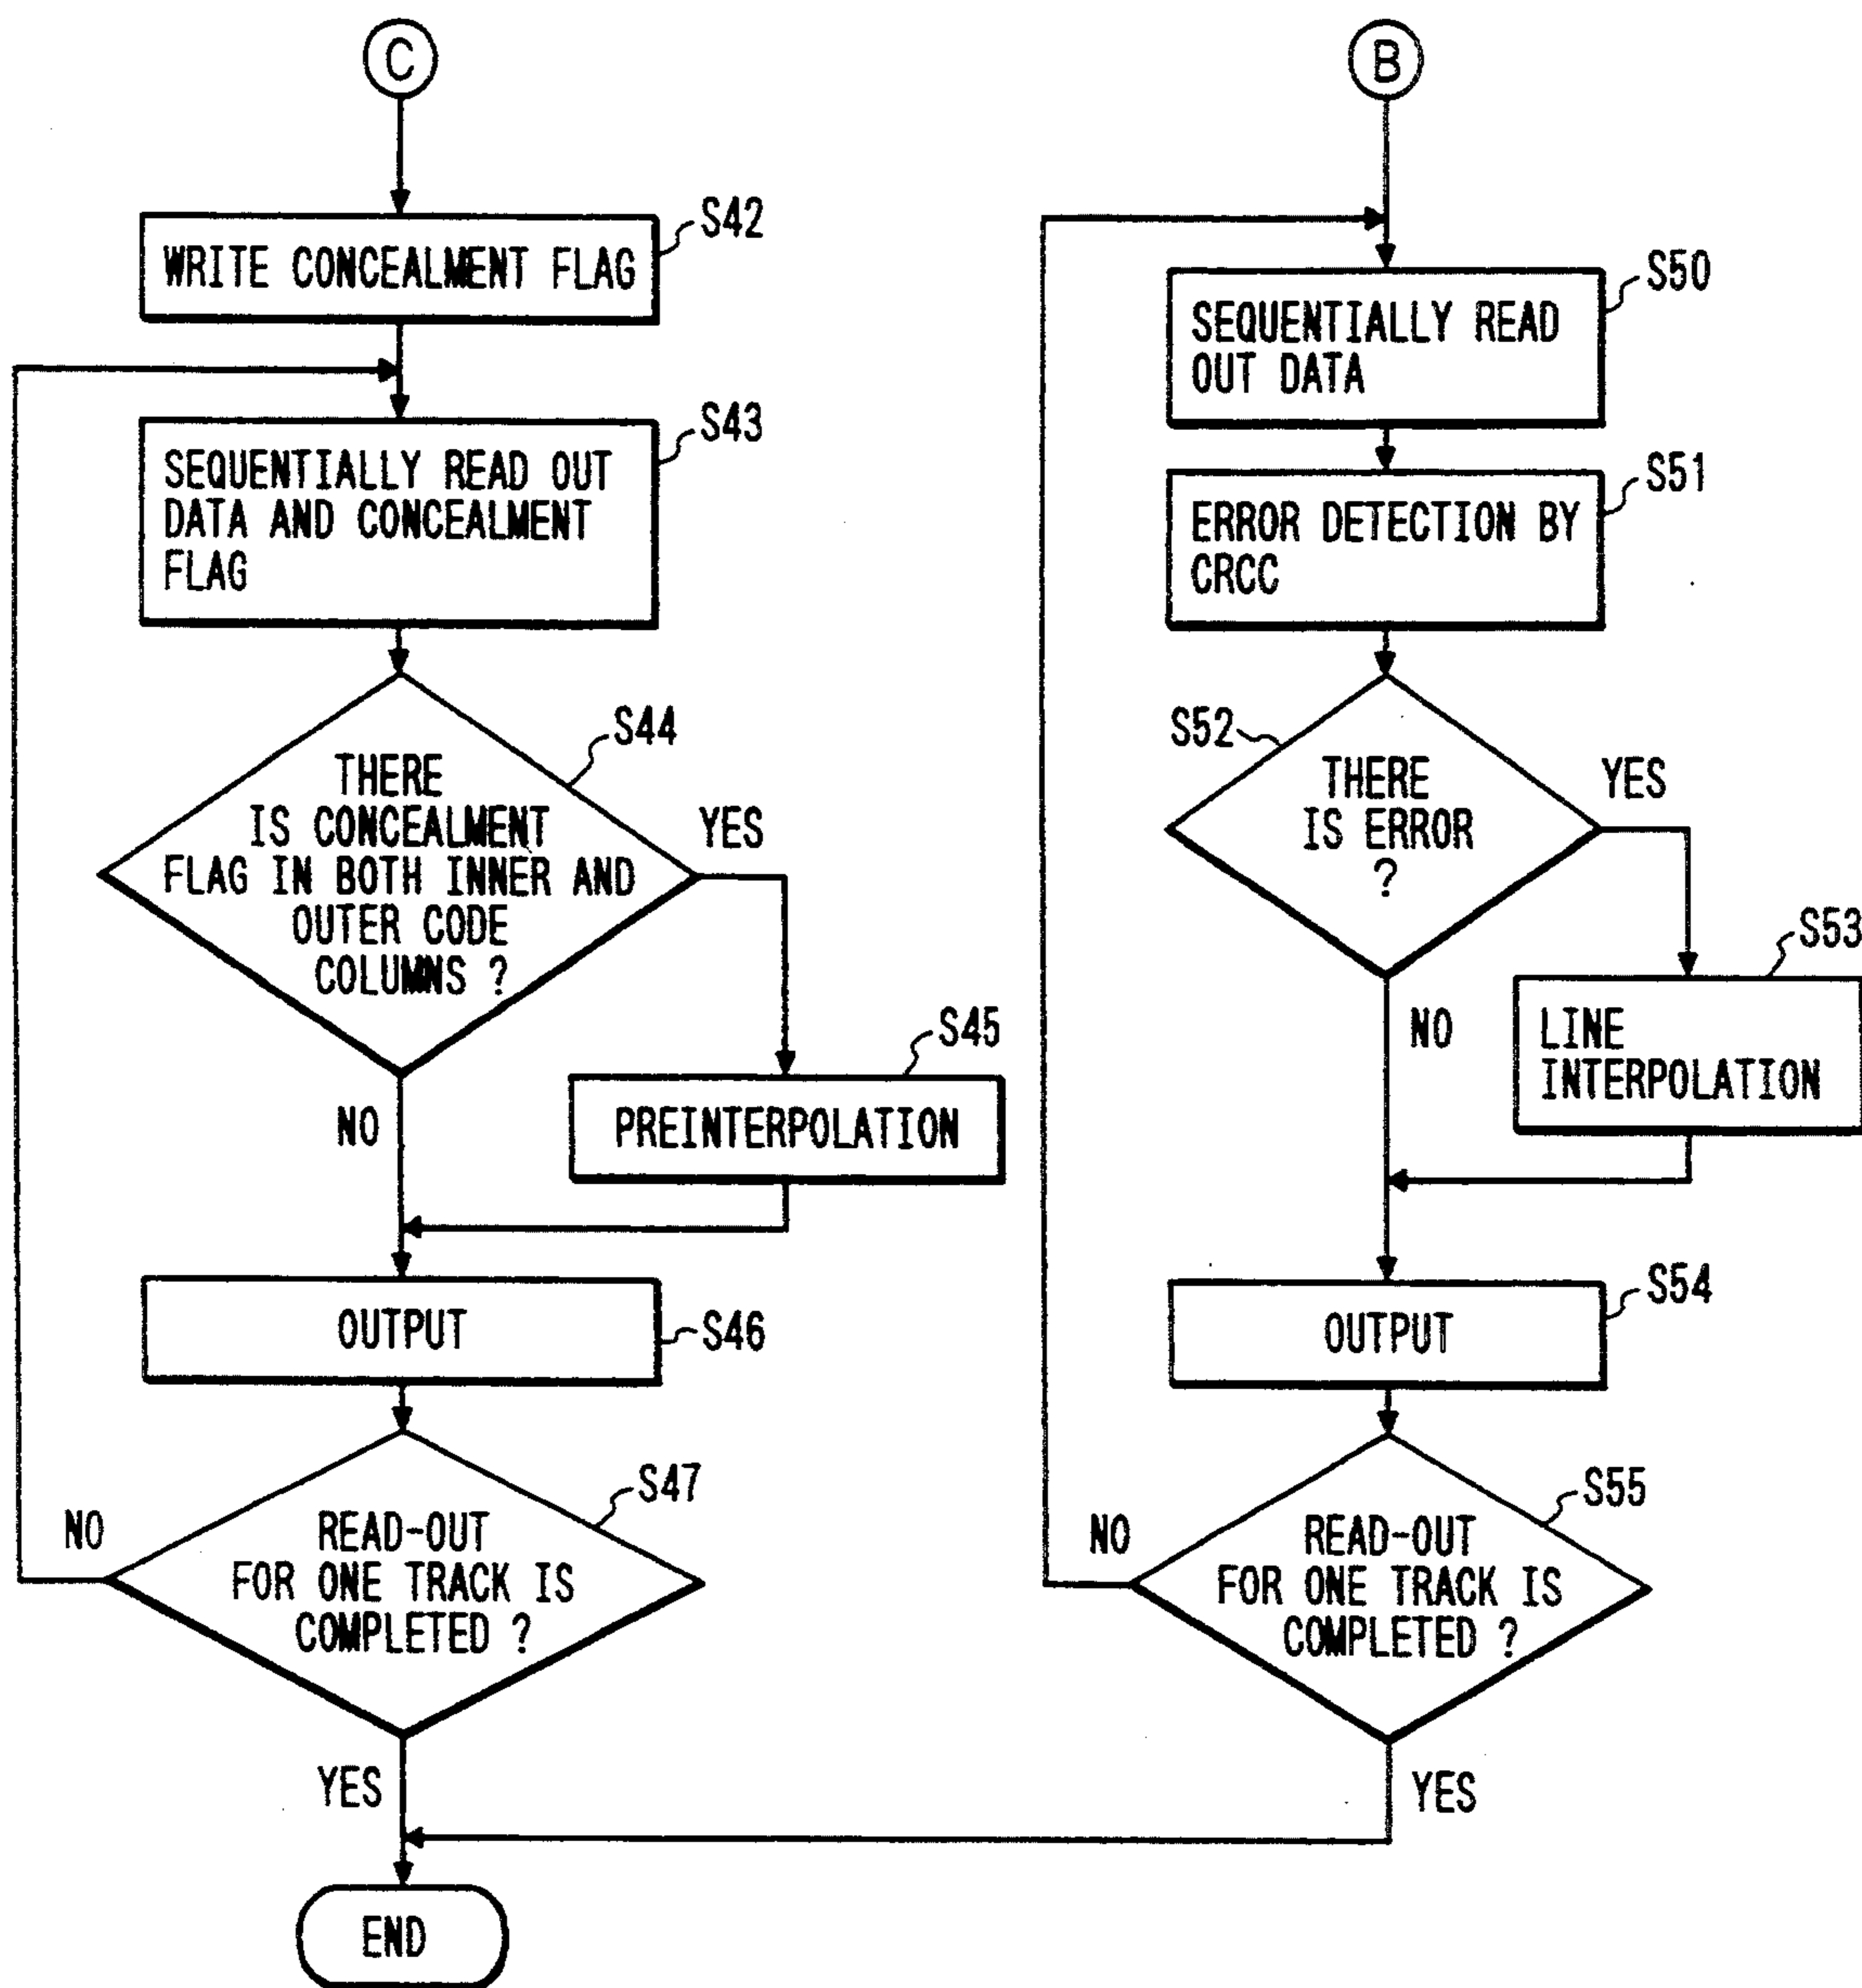 C
S42
WRITE CONCEALMENT FLAG
S43
SEQUENTIALLY READ OUT
DATA AND CONCEALMENT
FLAG
S44
THERE
IS CONCEALMENT
FLAG IN BOTH INNER AND
OUTER CODE
COLUMNS ?
YES
NO
S45
PREINTERPOLATION
OUTPUT
S46
S47
NO
READ-OUT
FOR ONE TRACK IS
COMPLETED ?
YES
END
B
S50
SEQUENTIALLY READ
OUT DATA
S51
ERROR DETECTION BY
CRCC
S52
THERE
IS ERROR
?
YES
NO
S53
LINE
INTERPOLATION
S54
OUTPUT
S55
NO
READ-OUT
FOR ONE TRACK IS
COMPLETED ?
YES